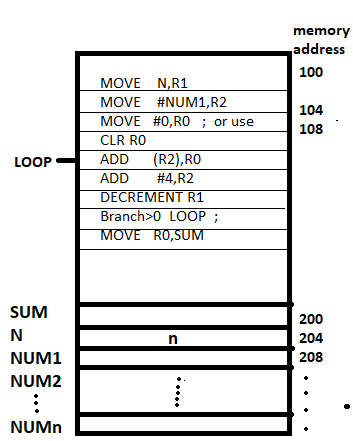 memory
address
100
MOVE N,R1
MOVE #NUM1,R2 104
MOVE #0,R0 ; or use 108
CLR R0
LOOP ADD (R2),R0
ADD #4,R2
DECREMENT R1
Branch>0 LOOP ;
MOVE R0,SUM
SUM 200
N n 204
NUM1 208
NUM2
NUMn